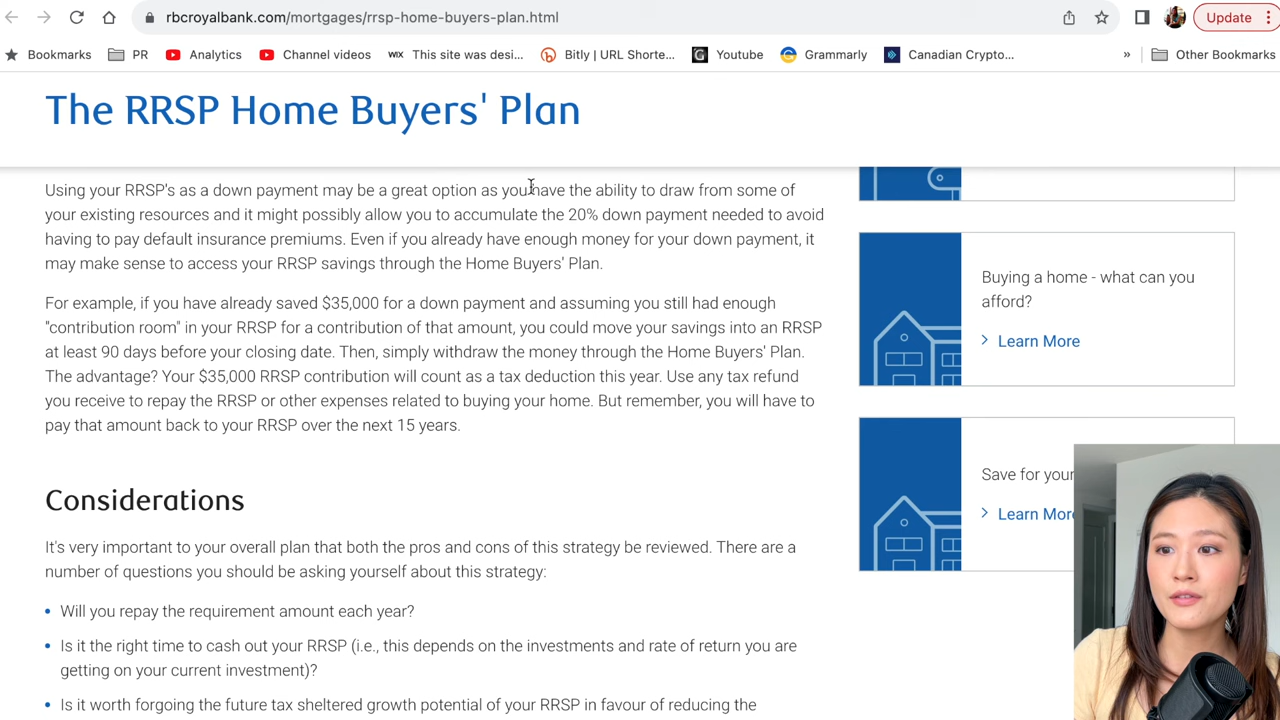 rbcroyalbank.com/mortgages/rrsp-home-buyers-plan.html
Update
Bookmarks
PR
Analytics
Channel videos
WIX
This site was desi...
Bitly | URL Shorte...
Youtube
Grammarly
Canadian Crypto...
»
Other Bookmarks
The RRSP Home Buyers' Plan
Using your RRSP's as a down payment may be a great option as you have the ability to draw from some of
your existing resources and it might possibly allow you to accumulate the 20% down payment needed to avoid
having to pay default insurance premiums. Even if you already have enough money for your down payment, it
may make sense to access your RRSP savings through the Home Buyers' Plan.
For example, if you have already saved $35,000 for a down payment and assuming you still had enough
"contribution room" in your RRSP for a contribution of that amount, you could move your savings into an RRSP
at least 90 days before your closing date. Then, simply withdraw the money through the Home Buyers' Plan.
The advantage? Your $35,000 RRSP contribution will count as a tax deduction this year. Use any tax refund
you receive to repay the RRSP or other expenses related to buying your home. But remember, you will have to
pay that amount back to your RRSP over the next 15 years.
Considerations
It's very important to your overall plan that both the pros and cons of this strategy be reviewed. There are a
number of questions you should be asking yourself about this strategy:
• Will you repay the requirement amount each year?
• Is it the right time to cash out your RRSP (i.e., this depends on the investments and rate of return you are
getting on your current investment)?
• Is it worth forgoing the future tax sheltered growth potential of your RRSP in favour of reducing the
Buying a home - what can you
afford?
> Learn More
Save for your
> Learn More